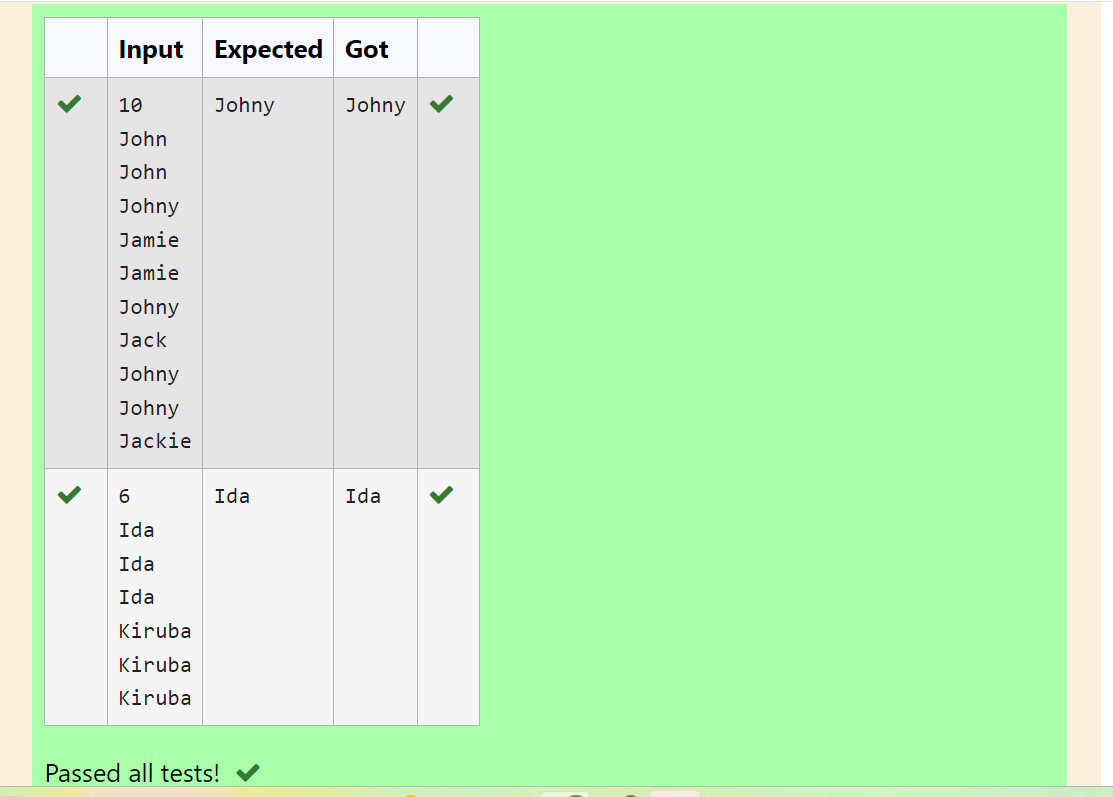 Input Expected Got
10 Johny Johny
John
John
Johny
Jamie
Jamie
Johny
Jack
Johny
Johny
Jackie
6 Ida Ida
Ida
Ida
Ida
Kiruba
Kiruba
Kiruba
Passed all tests!